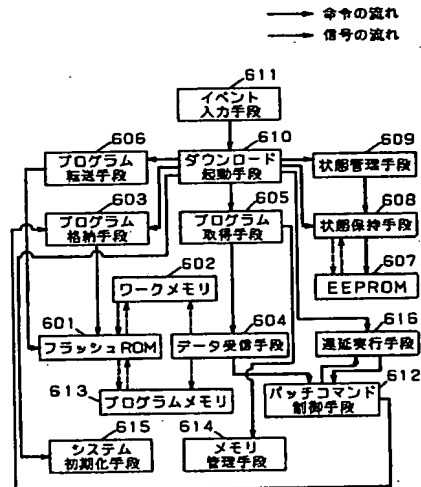 命令の流れ
信号の流れ
611
イベント
入力手段
606
プログラム
転送手段
610
ダウンロード
起動手段
609
状態管理手段
603
プログラム
格納手段
605
プログラム
取得手段
608
状態保持手段
602
ワークメモリ
607
EEPROM
601
フラッシュROM
604
データ受信手段
616
遅延実行手段
613
プログラムメモリ
612
パッチコマンド
制御手段
615
システム
初期化手段
614
メモリ
管理手段